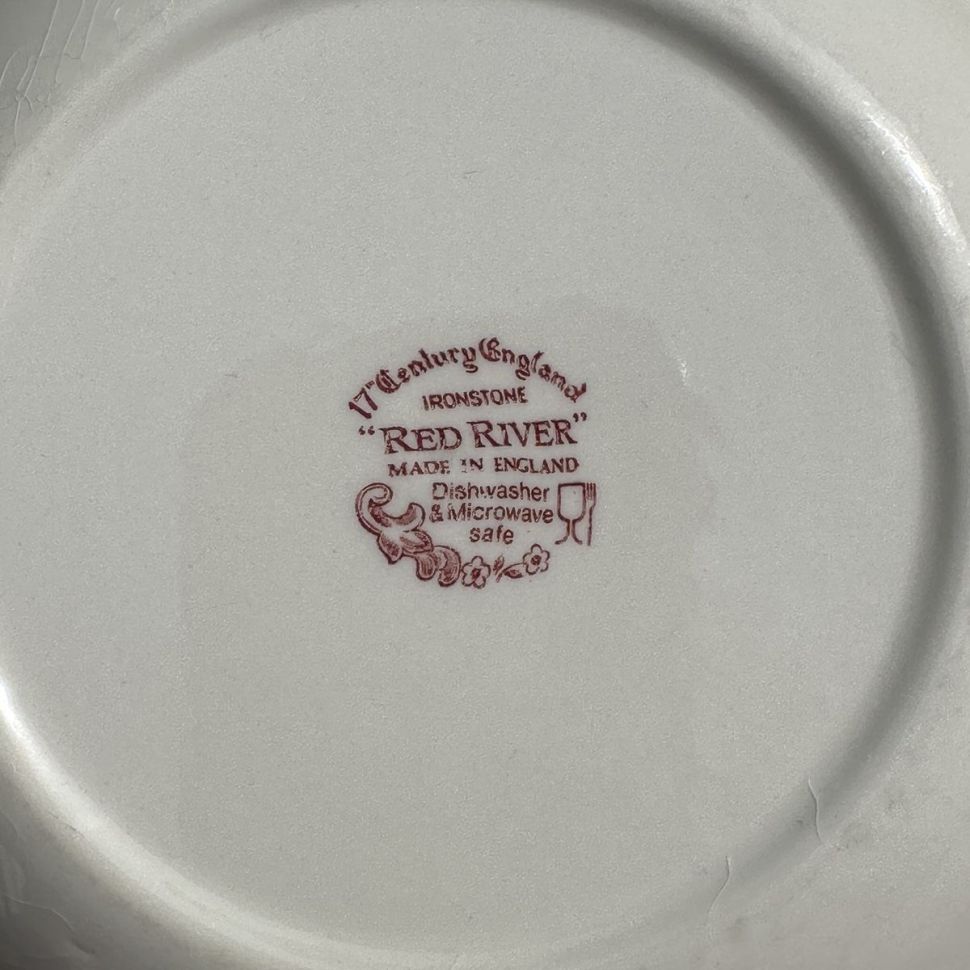 17th Century England
IRONSTONE
"RED RIVER"
MADE IN ENGLAND
Dishwasher
& Microwave
safe